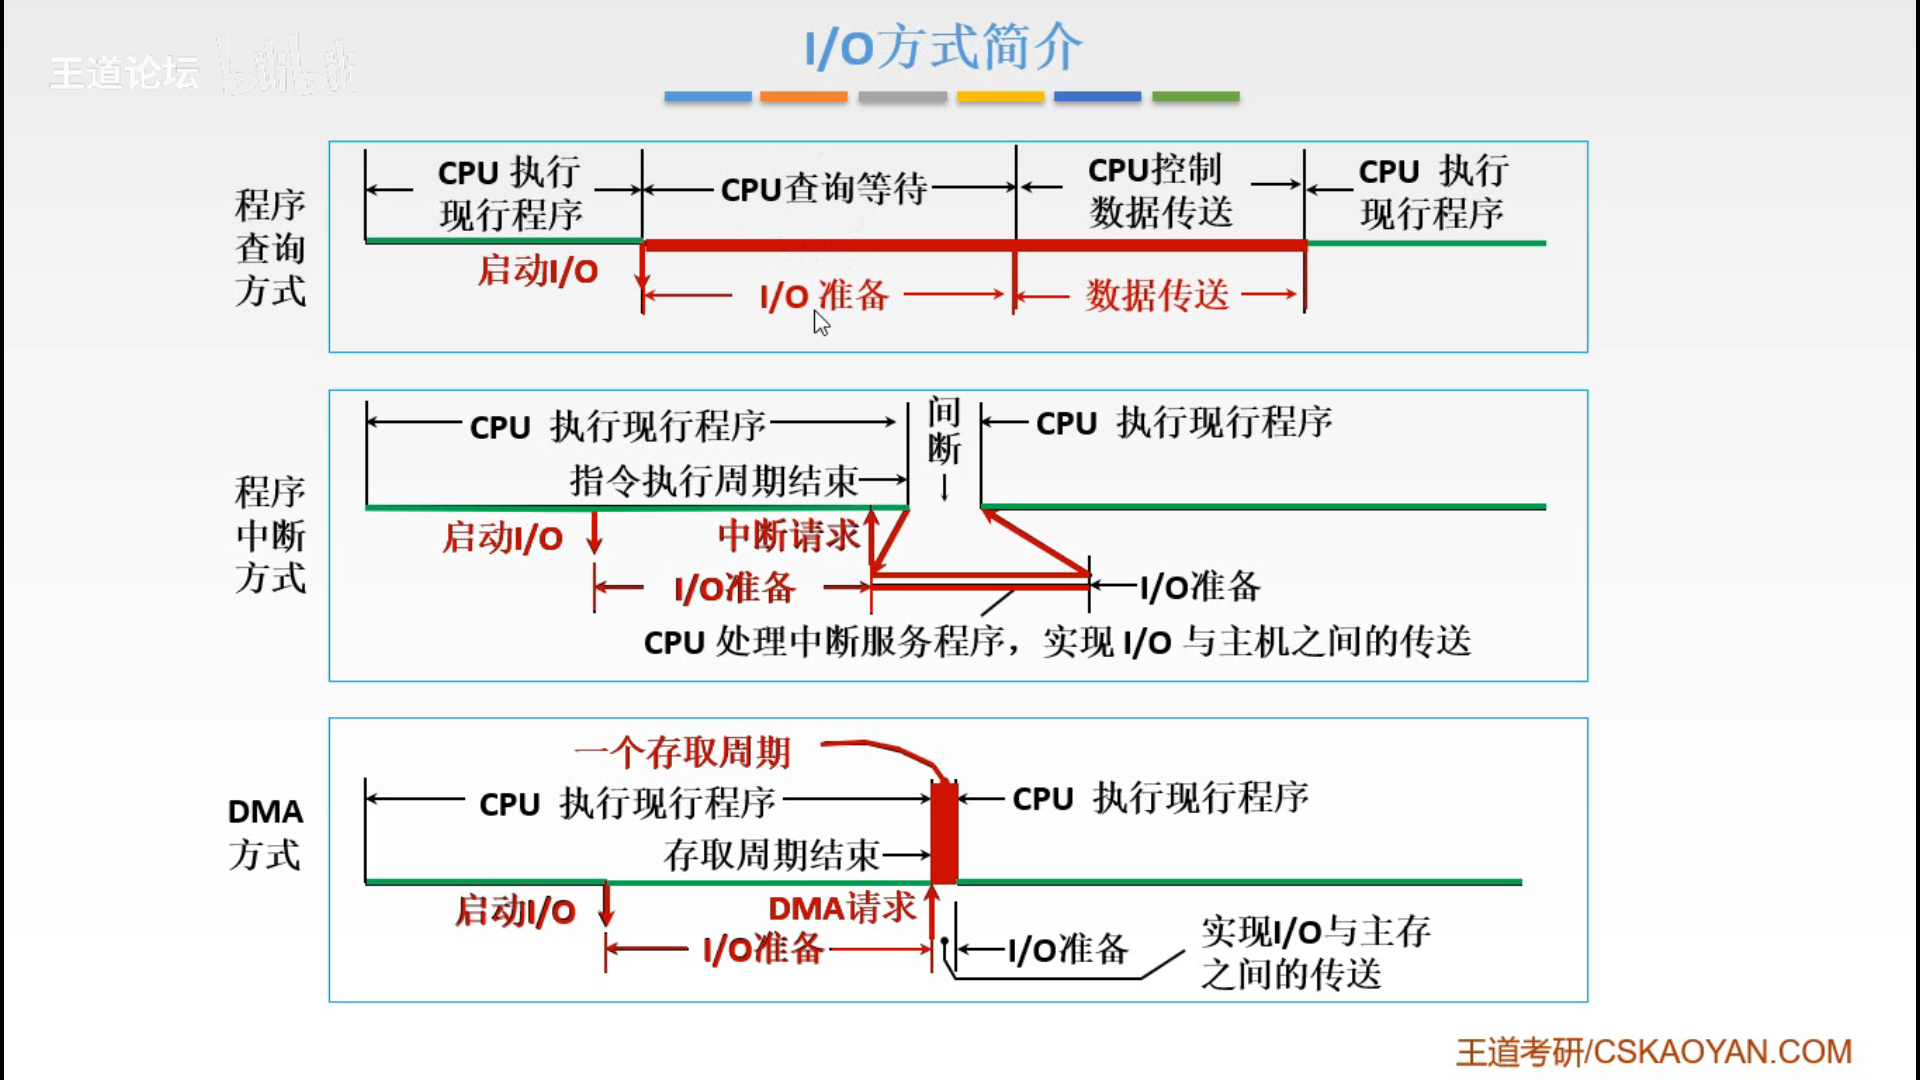 王道论坛 bilibili
I/O方式简介
程序
查询
方式
CPU 执行
现行程序
CPU查询等待
CPU控制
数据传送
CPU 执行
现行程序
启动I/O
I/O 准备
数据传送
程序
中断
方式
CPU 执行现行程序
间
断
CPU 执行现行程序
指令执行周期结束
启动I/O
中断请求
I/O准备
I/O准备
CPU 处理中断服务程序，实现 I/O 与主机之间的传送
DMA
方式
一个存取周期
CPU 执行现行程序
CPU 执行现行程序
存取周期结束
启动I/O
DMA请求
I/O准备
I/O准备
实现I/O与主存
之间的传送
王道考研/CSKAOYAN.COM